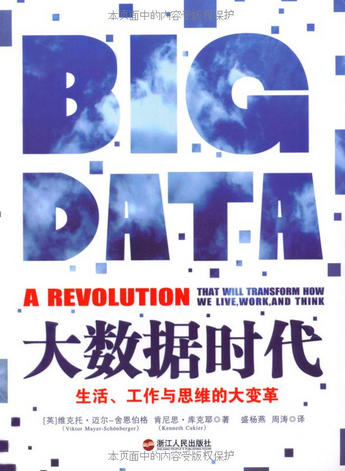 本页面中的内容受版权保护
BIG
DATA
A REVOLUTION THAT WILL TRANSFORM HOW
WE LIVE, WORK, AND THINK
大数据时代
生活、工作与思维的大变革
[英]维克托·迈尔-舍恩伯格 肯尼思·库克耶◎著 盛杨燕 周涛◎译
(Viktor Mayer-Schönberger) (Kenneth Cukier)
浙江人民出版社
本页面中的内容受版权保护